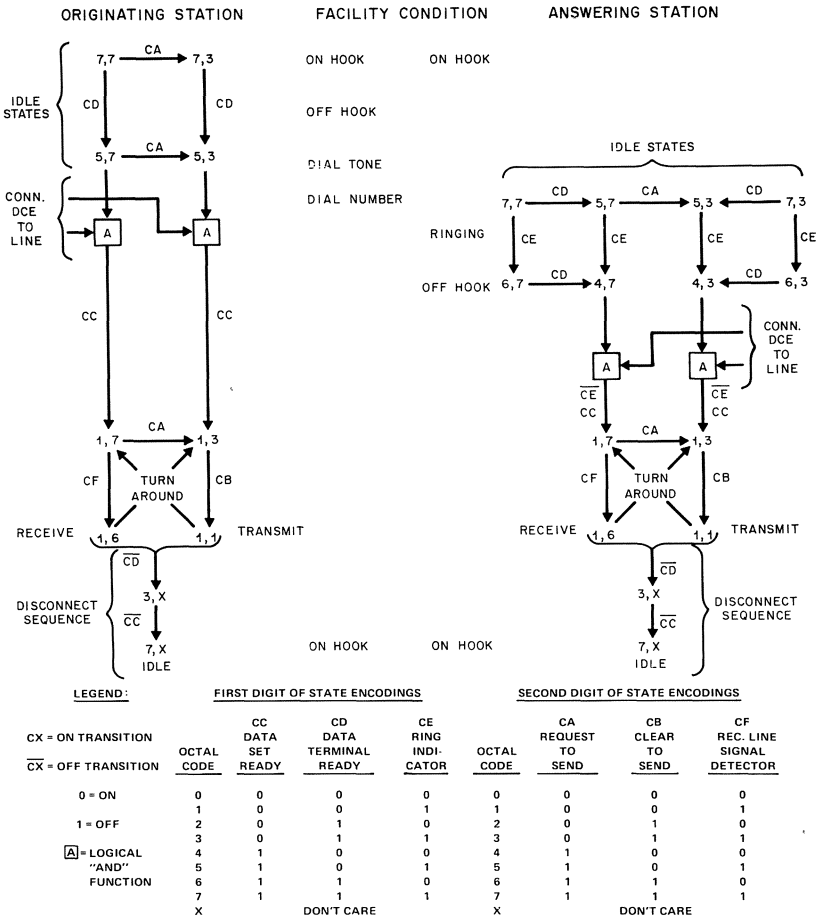 ORIGINATING STATION FACILITY CONDITION ANSWERING STATION
7,7 CA 7,3 ON HOOK ON HOOK
IDLE STATES CD CD OFF HOOK
5,7 CA 5,3 DIAL TONE
IDLE STATES
CONN. DCE TO LINE DIAL NUMBER
7,7 CD 5,7 CA 5,3 CD 7,3
A A
RINGING CE CE CE CE
OFF HOOK 6,7 CD 4,7 4,3 CD 6,3
CC CC
CONN. DCE TO LINE
A A
C̅E̅ C̅E̅
CC CC
1,7 CA 1,3 1,7 CA 1,3
CF TURN AROUND CB CF TURN AROUND CB
RECEIVE 1,6 1,1 TRANSMIT 1,6 1,1 TRANSMIT
RECEIVE
C̅D̅ C̅D̅
DISCONNECT SEQUENCE 3,X 3,X DISCONNECT SEQUENCE
C̅C̅ C̅C̅
7,X ON HOOK ON HOOK 7,X
IDLE IDLE
LEGEND: FIRST DIGIT OF STATE ENCODINGS SECOND DIGIT OF STATE ENCODINGS
CC CD CE CA CB CF
CX = ON TRANSITION DATA DATA RING REQUEST CLEAR REC. LINE
OCTAL SET TERMINAL INDI- OCTAL TO TO SIGNAL
C̅X̅ = OFF TRANSITION CODE READY READY CATOR CODE SEND SEND DETECTOR
0 = ON 0 0 0 0 0 0 0 0
1 0 0 1 1 0 0 1
1 = OFF 2 0 1 0 2 0 1 0
3 0 1 1 3 0 1 1
A = LOGICAL 4 1 0 0 4 1 0 0
"AND" 5 1 0 1 5 1 0 1
FUNCTION 6 1 1 0 6 1 1 0
7 1 1 1 7 1 1 1
X DON'T CARE X DON'T CARE